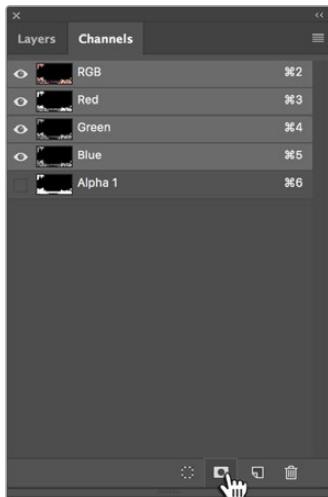 Layers Channels
RGB ⌘2
Red ⌘3
Green ⌘4
Blue ⌘5
Alpha 1 ⌘6